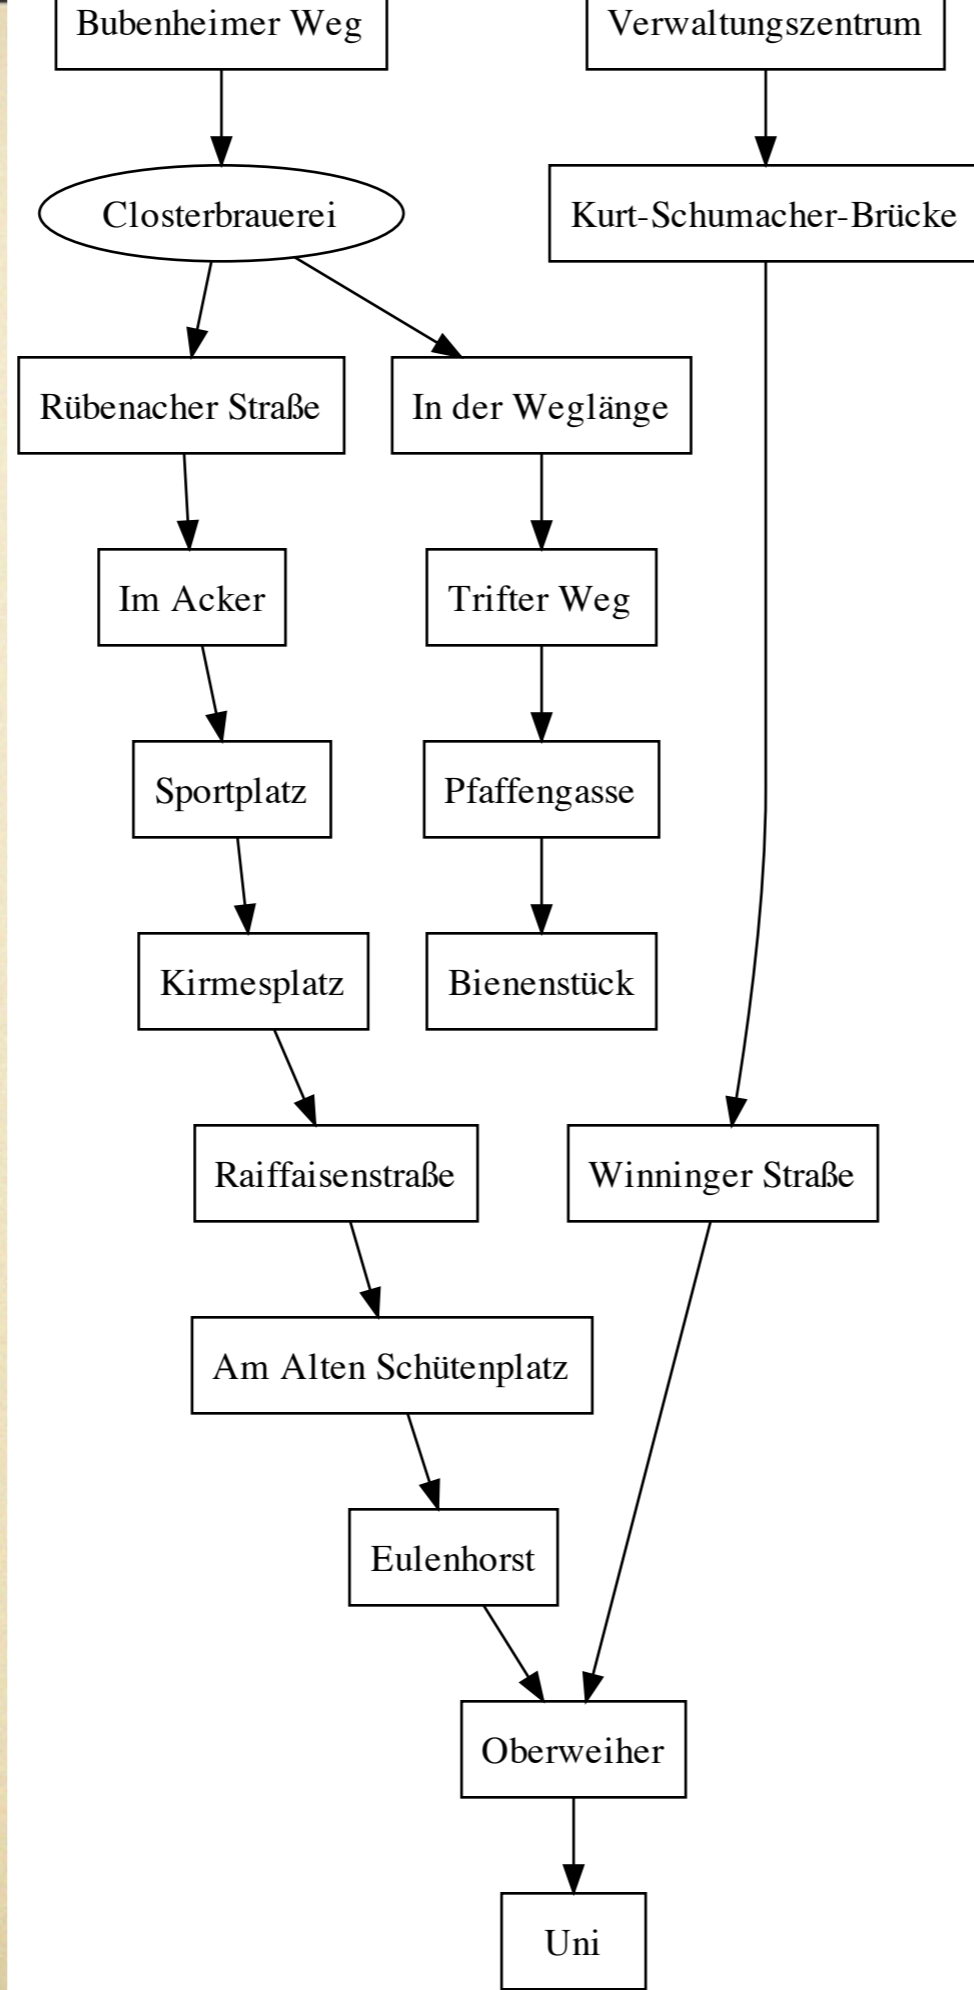 Bubenheimer Weg
Verwaltungszentrum
Closterbrauerei
Kurt-Schumacher-Brücke
Rübenacher Straße
In der Weglänge
Im Acker
Trifter Weg
Sportplatz
Pfaffengasse
Kirmesplatz
Bienenstück
Raiffaisenstraße
Winninger Straße
Am Alten Schütenplatz
Eulenhorst
Oberweiher
Uni